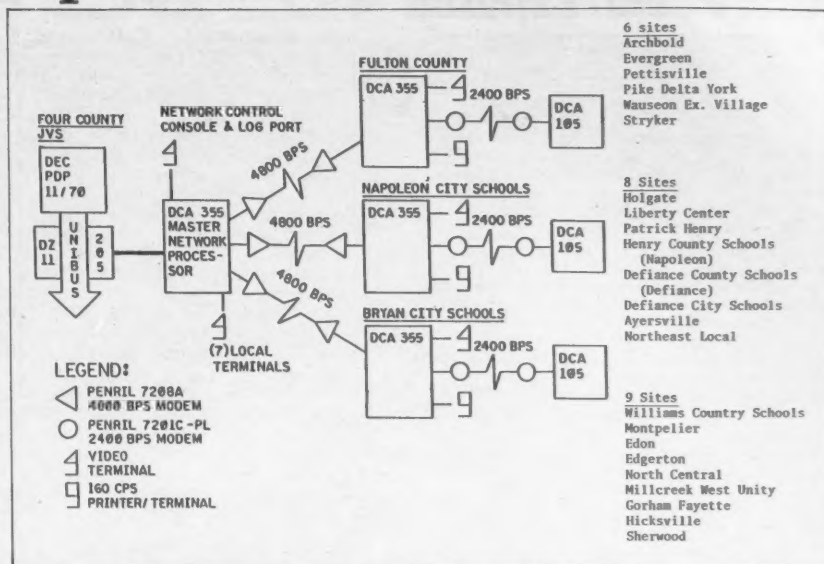 FOUR COUNTY
JVS
DEC
PDP
11/70
DZ
11
UNIBUS
205
NETWORK CONTROL
CONSOLE & LOG PORT
DCA 355
MASTER
NETWORK
PROCES-
SOR
(7) LOCAL
TERMINALS
4800 BPS
4800 BPS
4800 BPS
FULTON COUNTY
DCA 355
2400 BPS
DCA
105
NAPOLEON CITY SCHOOLS
DCA 355
2400 BPS
DCA
105
BRYAN CITY SCHOOLS
DCA 355
2400 BPS
DCA
105
LEGEND:
PENRIL 7208A
4800 BPS MODEM
PENRIL 7201C-PL
2400 BPS MODEM
VIDEO
TERMINAL
160 CPS
PRINTER/TERMINAL
6 sites
Archbold
Evergreen
Pettisville
Pike Delta York
Wauseon Ex. Village
Stryker
8 Sites
Holgate
Liberty Center
Patrick Henry
Henry County Schools
(Napoleon)
Defiance County Schools
(Defiance)
Defiance City Schools
Ayersville
Northeast Local
9 Sites
Williams Country Schools
Montpelier
Edon
Edgerton
North Central
Millcreek West Unity
Gorham Fayette
Hicksville
Sherwood